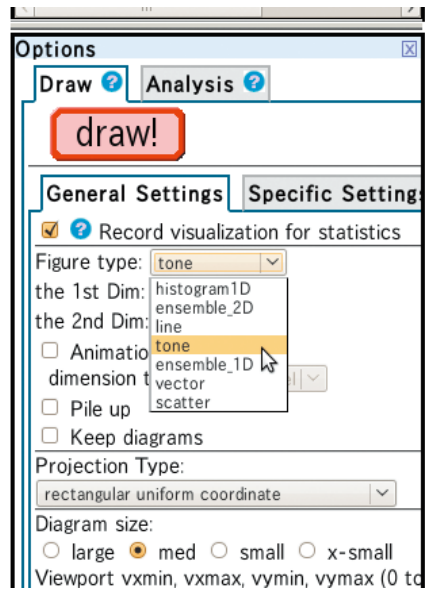 Options
Draw ? Analysis ?
draw!
General Settings Specific Settings
? Record visualization for statistics
Figure type: tone
the 1st Dim: histogram1D
ensemble_2D
the 2nd Dim: line
tone
Animatio
ensemble_1D
dimension t
vector
Pile up scatter
Keep diagrams
Projection Type:
rectangular uniform coordinate
Diagram size:
large med small x-small
Viewport vxmin, vxmax, vymin, vymax (0 to